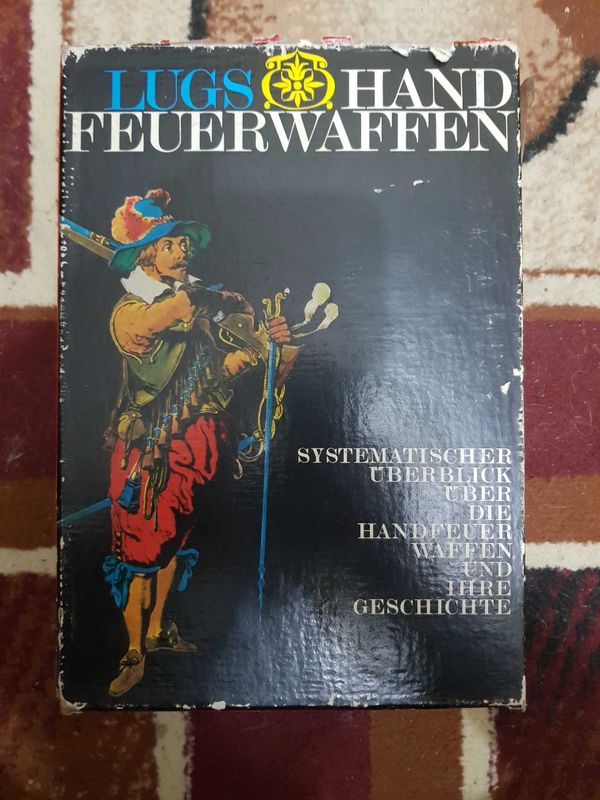 LUGS HAND
FEUERWAFFEN
SYSTEMATISCHER
ÜBERBLICK
ÜBER
DIE
HANDFEUER
WAFFEN
UND
IHRE
GESCHICHTE